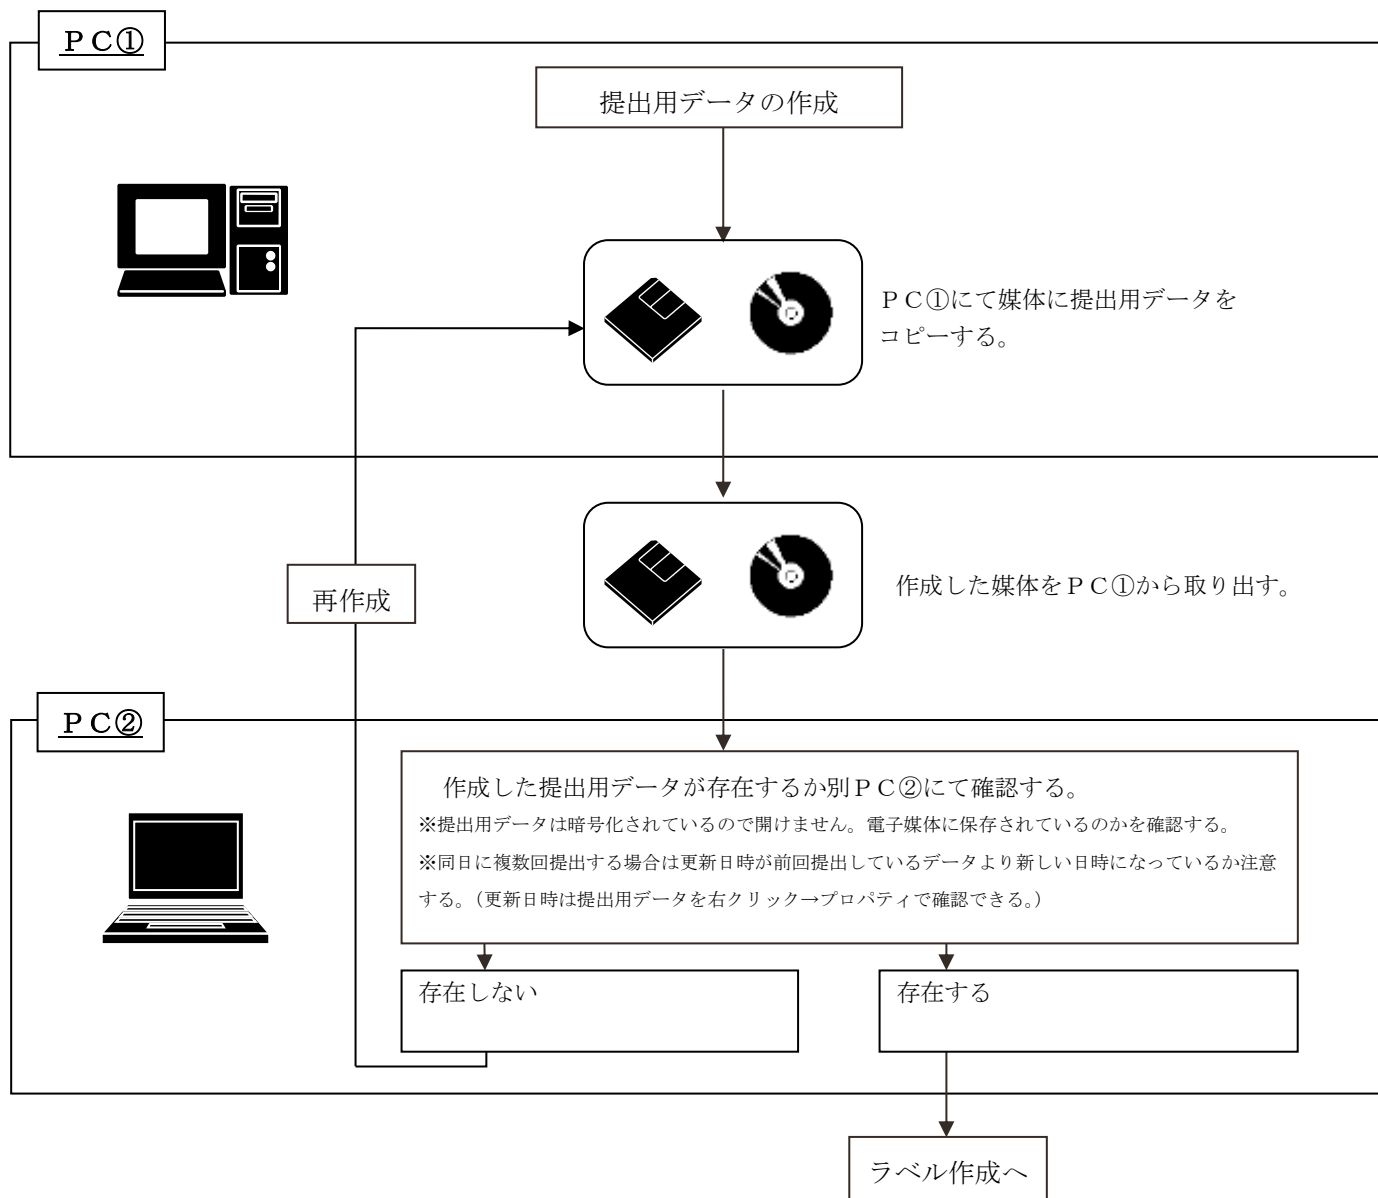 ＰＣ①
提出用データの作成
ＰＣ①にて媒体に提出用データを
コピーする。
作成した媒体をＰＣ①から取り出す。
再作成
ＰＣ②
作成した提出用データが存在するか別ＰＣ②にて確認する。
※提出用データは暗号化されているので開けません。電子媒体に保存されているのかを確認する。
※同日に複数回提出する場合は更新日時が前回提出しているデータより新しい日時になっているか注意
する。（更新日時は提出用データを右クリック→プロパティで確認できる。）
存在しない
存在する
ラベル作成へ